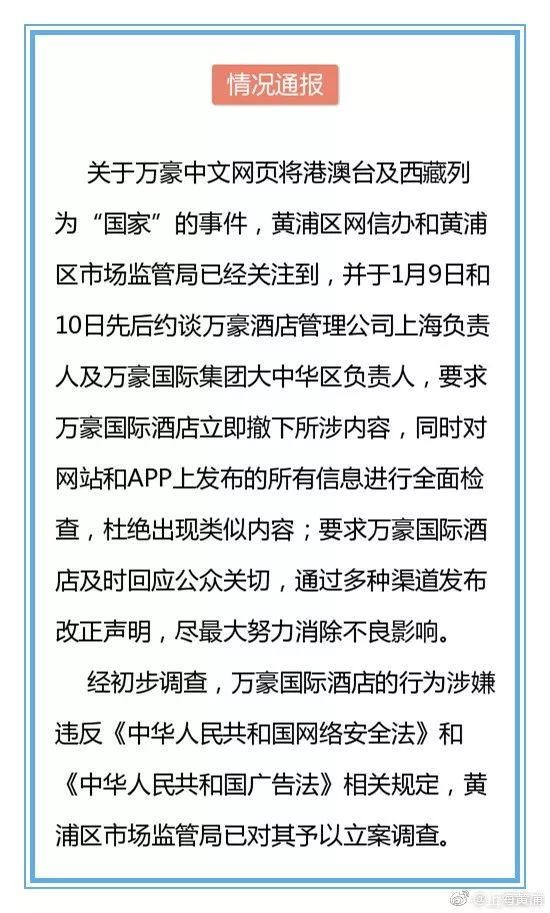 情况通报
关于万豪中文网页将港澳台及西藏列
为“国家”的事件，黄浦区网信办和黄浦
区市场监管局已经关注到，并于1月9日和
10日先后约谈万豪酒店管理公司上海负责
人及万豪国际集团大中华区负责人，要求
万豪国际酒店立即撤下所涉内容，同时对
网站和APP上发布的所有信息进行全面检
查，杜绝出现类似内容；要求万豪国际酒
店及时回应公众关切，通过多种渠道发布
改正声明，尽最大努力消除不良影响。
经初步调查，万豪国际酒店的行为涉嫌
违反《中华人民共和国网络安全法》和
《中华人民共和国广告法》相关规定，黄
浦区市场监管局已对其予以立案调查。
@上海黄浦